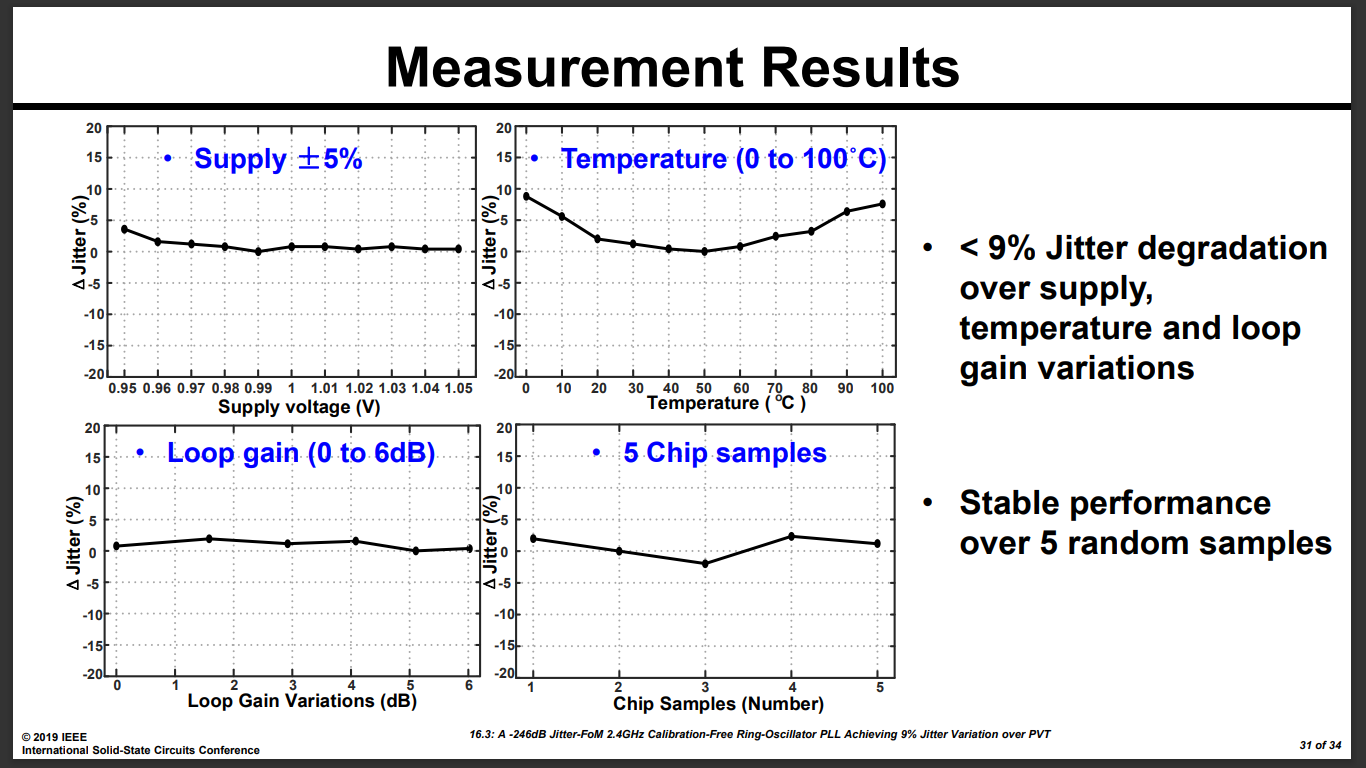 Measurement Results
20
15
10
5
0
-5
-10
-15
-20
Δ Jitter (%)
• Supply ±5%
0.95 0.96 0.97 0.98 0.99 1 1.01 1.02 1.03 1.04 1.05
Supply voltage (V)
20
15
10
5
0
-5
-10
-15
-20
Δ Jitter (%)
• Temperature (0 to 100˚C)
0 10 20 30 40 50 60 70 80 90 100
Temperature ( °C )
20
15
10
5
0
-5
-10
-15
-20
Δ Jitter (%)
• Loop gain (0 to 6dB)
0 1 2 3 4 5 6
Loop Gain Variations (dB)
20
15
10
5
0
-5
-10
-15
-20
Δ Jitter (%)
• 5 Chip samples
1 2 3 4 5
Chip Samples (Number)
• < 9% Jitter degradation
over supply,
temperature and loop
gain variations
• Stable performance
over 5 random samples
© 2019 IEEE
International Solid-State Circuits Conference
16.3: A -246dB Jitter-FoM 2.4GHz Calibration-Free Ring-Oscillator PLL Achieving 9% Jitter Variation over PVT
31 of 34